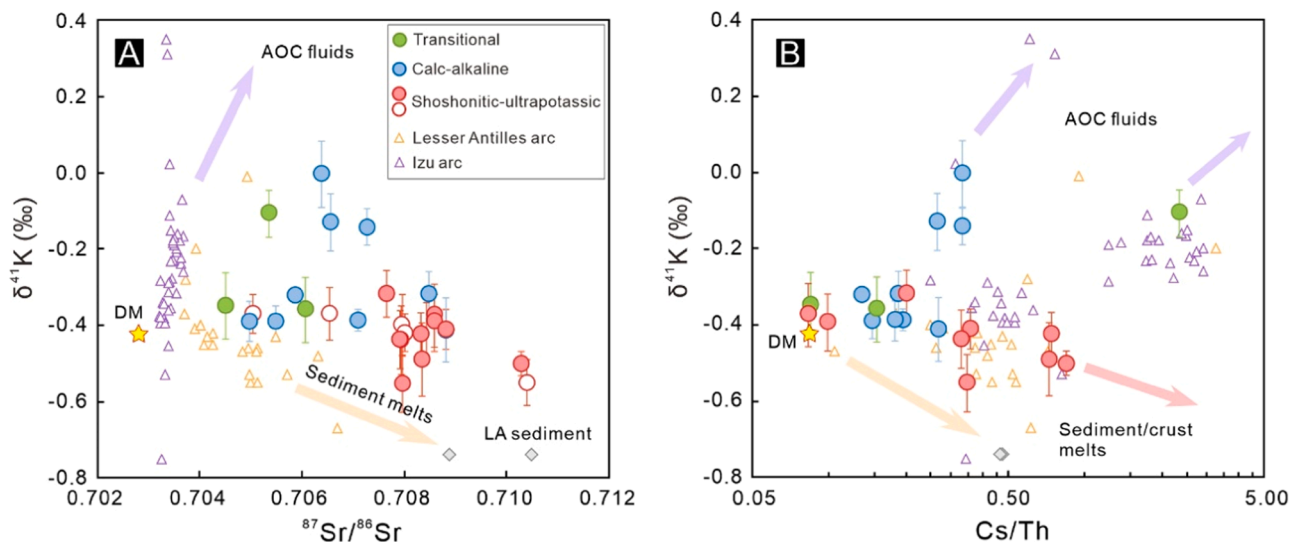 A
AOC fluids
Transitional
Calc-alkaline
Shoshonitic-ultrapotassic
Lesser Antilles arc
Izu arc
DM
Sediment melts
LA sediment
0.4
0.2
0.0
-0.2
-0.4
-0.6
-0.8
δ⁴¹K (‰)
0.702
0.704
0.706
0.708
0.710
0.712
⁸⁷Sr/⁸⁶Sr
B
AOC fluids
DM
Sediment/crust
melts
0.4
0.2
0.0
-0.2
-0.4
-0.6
-0.8
δ⁴¹K (‰)
0.05
0.50
5.00
Cs/Th